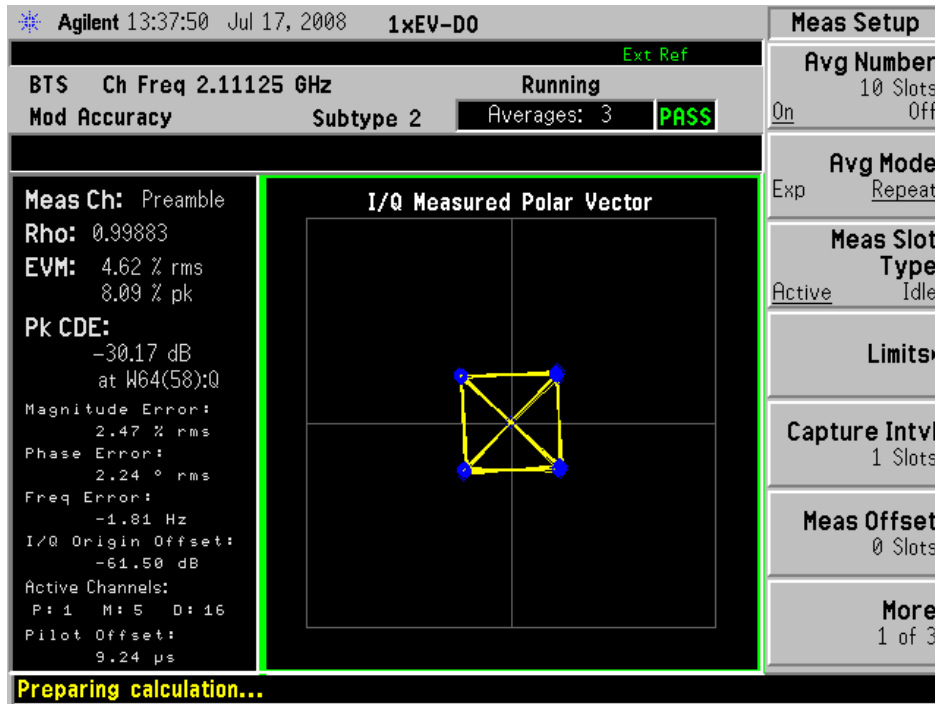 Agilent 13:37:50 Jul 17, 2008 1xEV-DO
Ext Ref
BTS Ch Freq 2.11125 GHz Running
Mod Accuracy Subtype 2 Averages: 3 PASS
Meas Ch: Preamble
Rho: 0.99883
EVM: 4.62 % rms
8.09 % pk
Pk CDE:
-30.17 dB
at W64(58):Q
Magnitude Error:
2.47 % rms
Phase Error:
2.24 ° rms
Freq Error:
-1.81 Hz
I/Q Origin Offset:
-61.50 dB
Active Channels:
P: 1 M: 5 D: 16
Pilot Offset:
9.24 µs
I/Q Measured Polar Vector
Meas Setup
Avg Number
10 Slots
On Off
Avg Mode
Exp Repeat
Meas Slot
Type
Active Idle
Limits
Capture Intvl
1 Slots
Meas Offset
0 Slots
More
1 of 3
Preparing calculation...